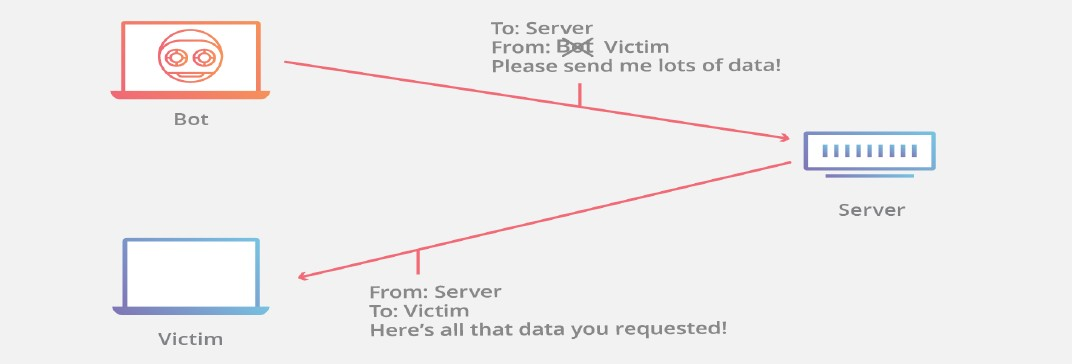 To: Server
From: Bot Victim
Please send me lots of data!
Bot
Server
From: Server
To: Victim
Here's all that data you requested!
Victim